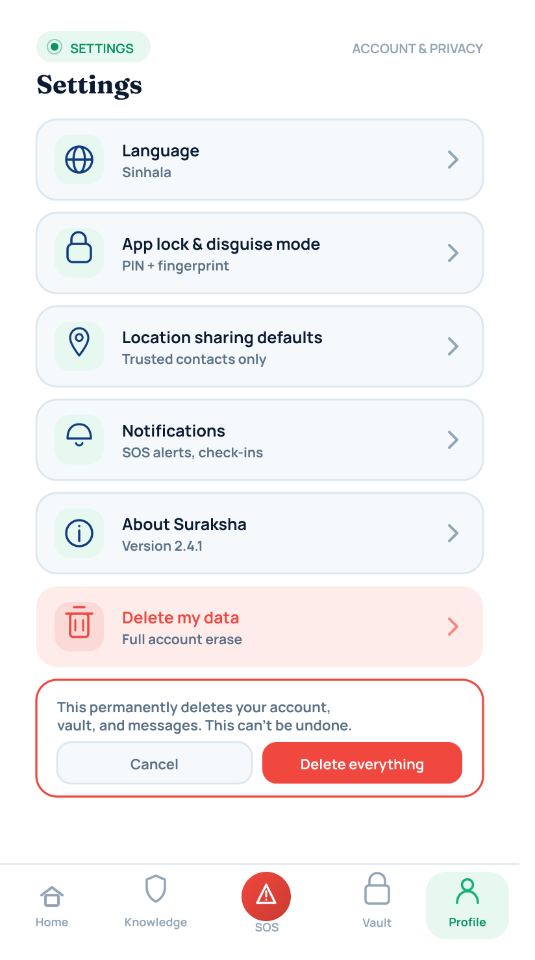 SETTINGS
ACCOUNT & PRIVACY
Settings
Language
Sinhala
App lock & disguise mode
PIN + fingerprint
Location sharing defaults
Trusted contacts only
Notifications
SOS alerts, check-ins
About Suraksha
Version 2.4.1
Delete my data
Full account erase
This permanently deletes your account,
vault, and messages. This can't be undone.
Cancel
Delete everything
Home
Knowledge
SOS
Vault
Profile